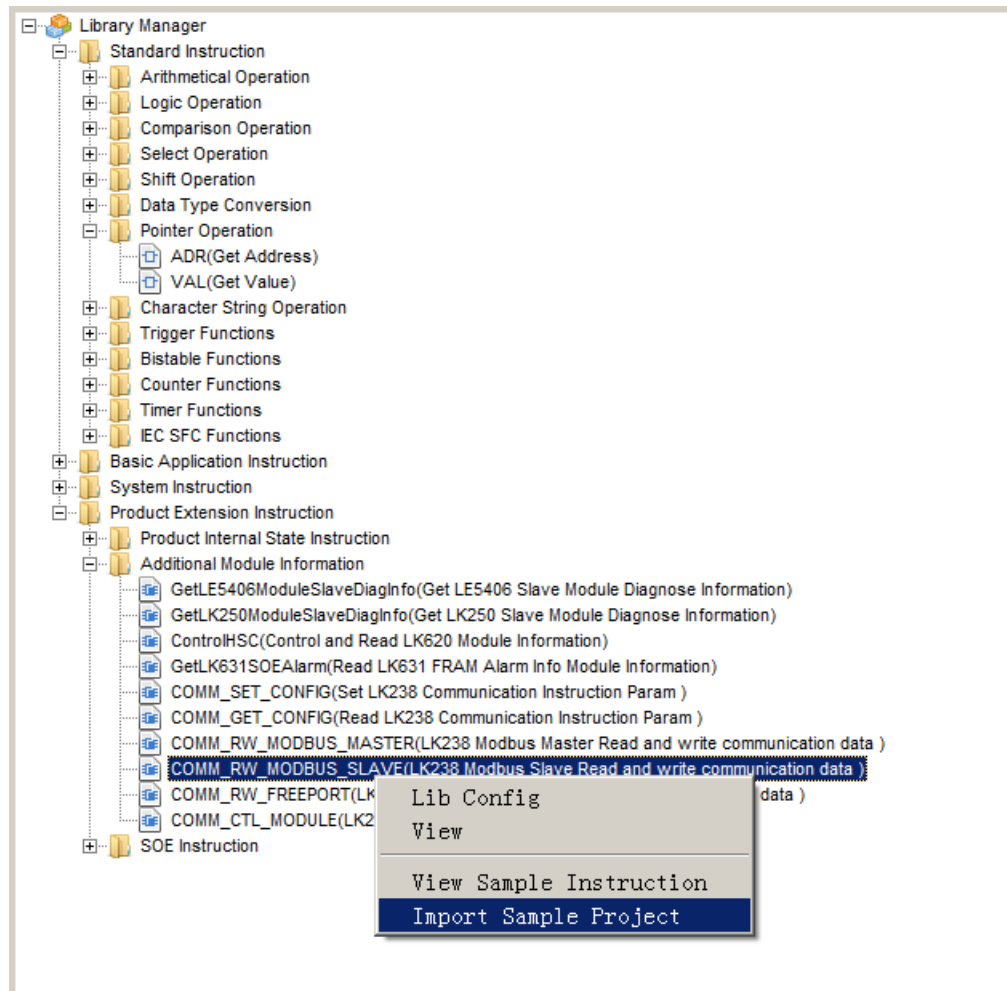 Library Manager
Standard Instruction
Arithmetical Operation
Logic Operation
Comparison Operation
Select Operation
Shift Operation
Data Type Conversion
Pointer Operation
ADR(Get Address)
VAL(Get Value)
Character String Operation
Trigger Functions
Bistable Functions
Counter Functions
Timer Functions
IEC SFC Functions
Basic Application Instruction
System Instruction
Product Extension Instruction
Product Internal State Instruction
Additional Module Information
GetLE5406ModuleSlaveDiagInfo(Get LE5406 Slave Module Diagnose Information)
GetLK250ModuleSlaveDiagInfo(Get LK250 Slave Module Diagnose Information)
ControlHSC(Control and Read LK620 Module Information)
GetLK631SOEAlarm(Read LK631 FRAM Alarm Info Module Information)
COMM_SET_CONFIG(Set LK238 Communication Instruction Param )
COMM_GET_CONFIG(Read LK238 Communication Instruction Param )
COMM_RW_MODBUS_MASTER(LK238 Modbus Master Read and write communication data )
COMM_RW_MODBUS_SLAVE(LK238 Modbus Slave Read and write communication data )
COMM_RW_FREEPORT(LK data )
COMM_CTL_MODULE(LK2
SOE Instruction
Lib Config
View
View Sample Instruction
Import Sample Project